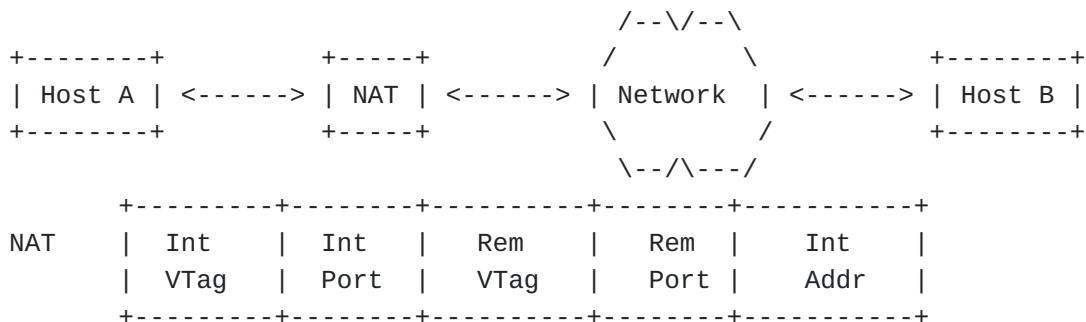 /--\/--\
+--------+          +-----+          /        \           +--------+
| Host A | <------> | NAT | <------> | Network  | <------> | Host B |
+--------+          +-----+          \         /          +--------+
                                      \--/\---/
       +---------+--------+----------+--------+-----------+
NAT    |  Int    |  Int   |   Rem    |   Rem  |    Int    |
       |  VTag   |  Port  |   VTag   |   Port |    Addr   |
       +---------+--------+----------+--------+-----------+